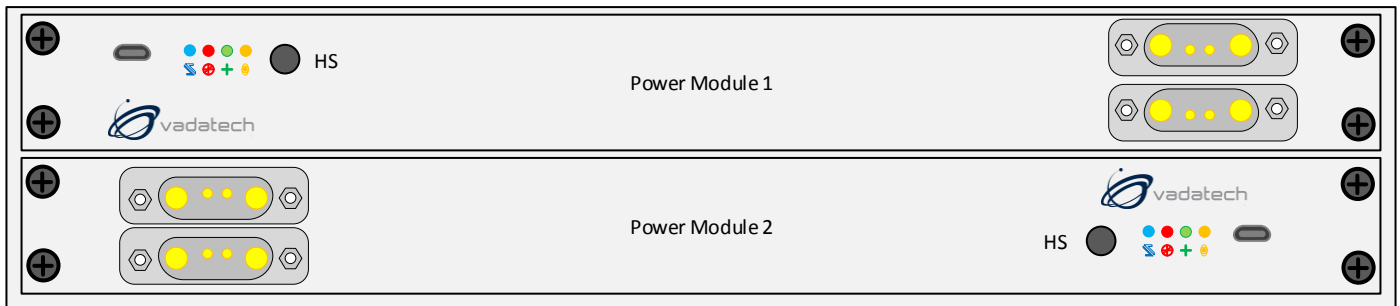 HS
Power Module 1
vadatech
vadatech
Power Module 2
HS